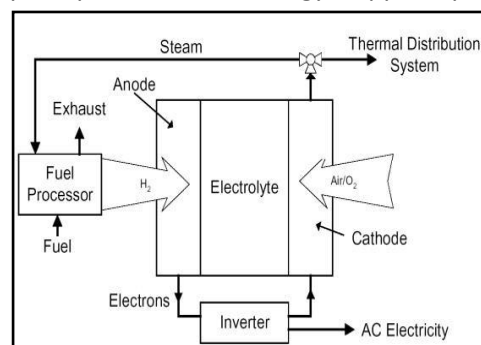 Steam
Thermal Distribution
System
Anode
Exhaust
Fuel
Processor
H2
Electrolyte
Air/O2
Fuel
Cathode
Electrons
Inverter
AC Electricity